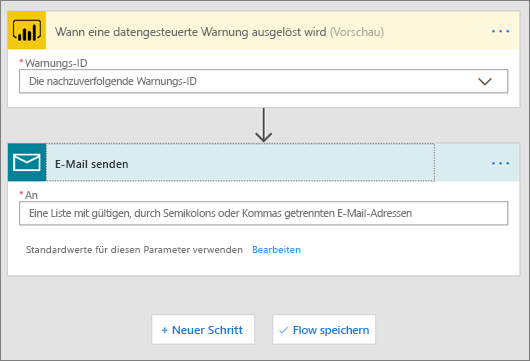 Wann eine datengesteuerte Warnung ausgelöst wird (Vorschau)
* Warnungs-ID
Die nachzuverfolgende Warnungs-ID
E-Mail senden
* An
Eine Liste mit gültigen, durch Semikolons oder Kommas getrennten E-Mail-Adressen
Standardwerte für diesen Parameter verwenden Bearbeiten
+ Neuer Schritt
Flow speichern